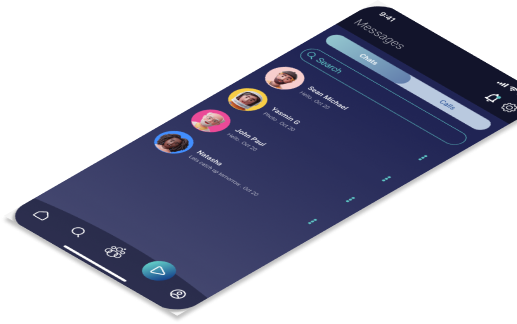 9:41
Messages
Chats
Calls
Search
Sean Michael
Hello · Oct 20
Yasmin G
Photo · Oct 20
John Paul
Hello · Oct 20
Natasha
Let's catch up tomorrow · Oct 20